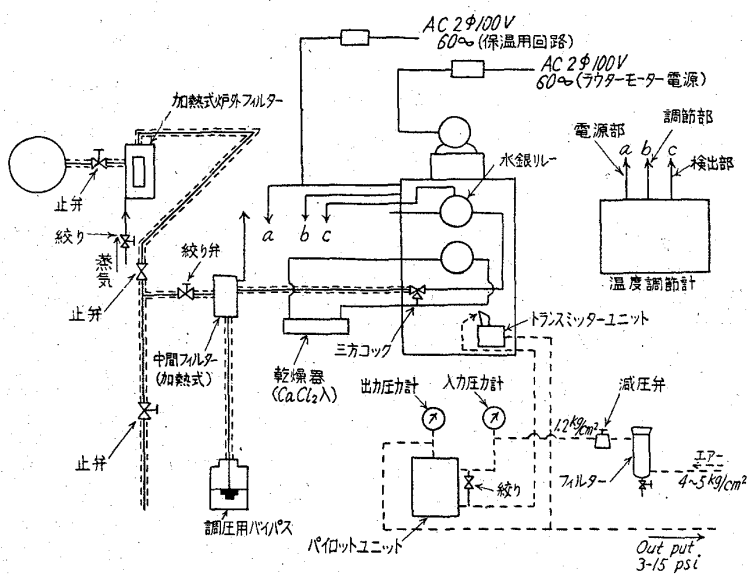 AC 2φ100V
60∞(保温用回路)
AC 2φ100V
60∞(ラウターモーター電源)
加熱式炉外フィルター
水銀リレー
電源部
調節部
検出部
a
b
c
止弁
絞り
蒸気
絞り弁
a
b
c
温度調節計
止弁
トランスミッターユニット
三方コック
中間フィルター
(加熱式)
乾燥器
(CaCl2入)
出力圧力計
入力圧力計
減圧弁
1.2kg/cm²
止弁
エアー
フィルター
4~5kg/cm²
絞り
調圧用バイパス
パイロットユニット
Out put
3-15 psi